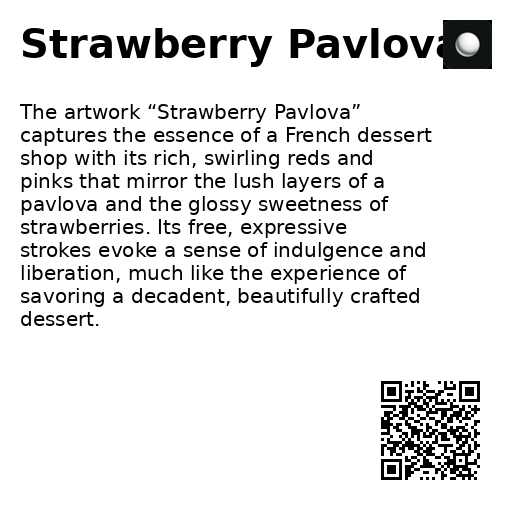 Strawberry Pavlova
The artwork “Strawberry Pavlova”
captures the essence of a French dessert
shop with its rich, swirling reds and
pinks that mirror the lush layers of a
pavlova and the glossy sweetness of
strawberries. Its free, expressive
strokes evoke a sense of indulgence and
liberation, much like the experience of
savoring a decadent, beautifully crafted
dessert.